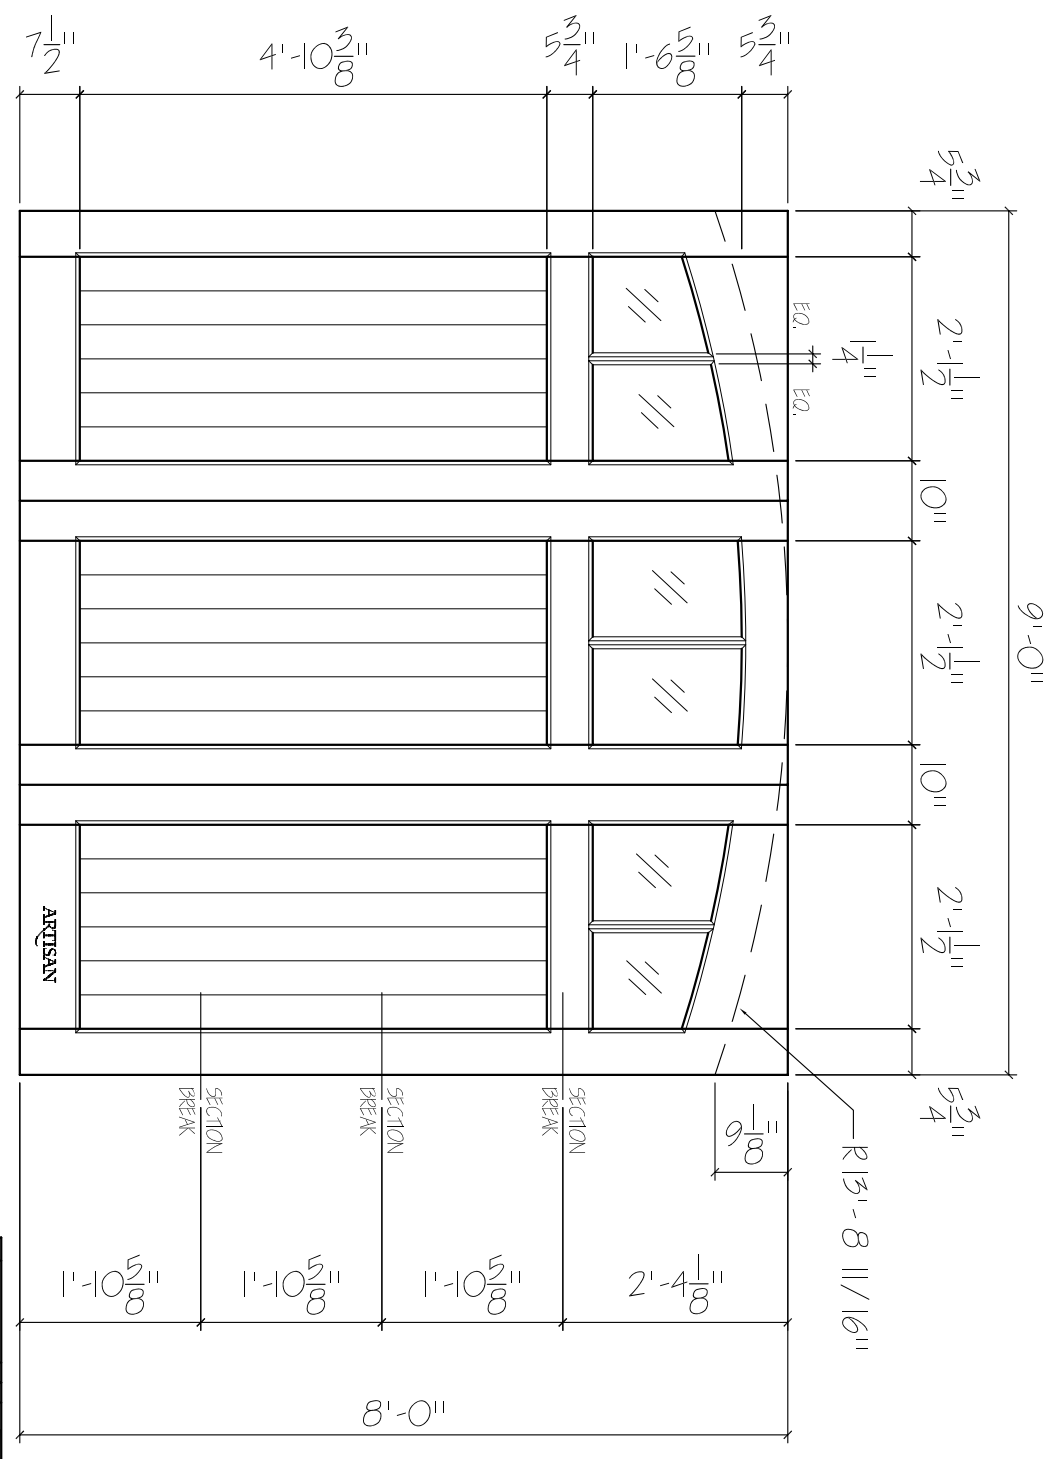 7 1/2"
4'-10 3/8"
5 3/4"
1'-6 5/8"
5 3/4"
5 3/4"
2'-1 1/2"
10"
2'-1 1/2"
10"
2'-1 1/2"
5 3/4"
9'-0"
EQ.
1 1/4"
EQ.
ARTISAN
SECTION
BREAK
SECTION
BREAK
SECTION
BREAK
9 1/8"
R 13'-8 11/16"
1'-10 5/8"
1'-10 5/8"
1'-10 5/8"
2'-4 1/8"
8'-0"